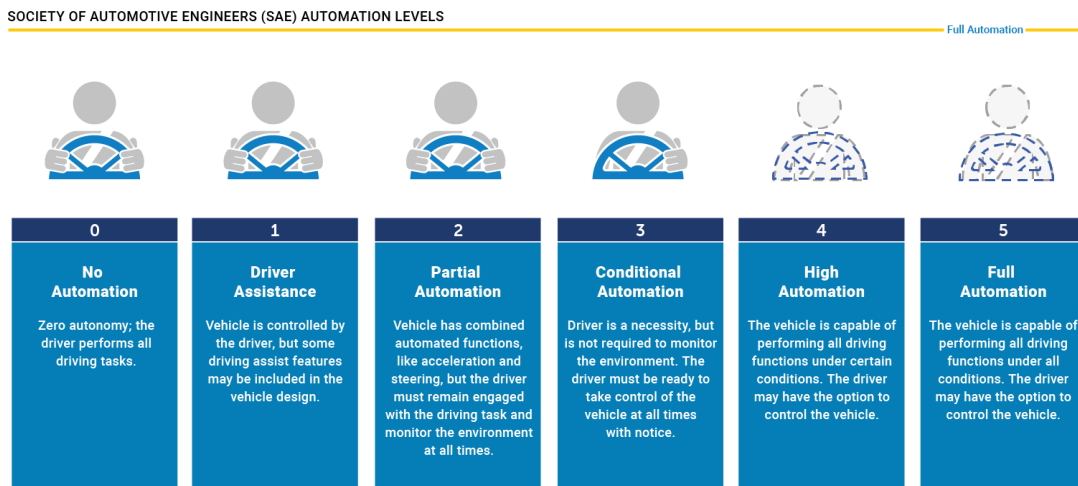 SOCIETY OF AUTOMOTIVE ENGINEERS (SAE) AUTOMATION LEVELS
Full Automation
0
No
Automation
Zero autonomy; the
driver performs all
driving tasks.
1
Driver
Assistance
Vehicle is controlled by
the driver, but some
driving assist features
may be included in the
vehicle design.
2
Partial
Automation
Vehicle has combined
automated functions,
like acceleration and
steering, but the driver
must remain engaged
with the driving task and
monitor the environment
at all times.
3
Conditional
Automation
Driver is a necessity, but
is not required to monitor
the environment. The
driver must be ready to
take control of the
vehicle at all times
with notice.
4
High
Automation
The vehicle is capable of
performing all driving
functions under certain
conditions. The driver
may have the option to
control the vehicle.
5
Full
Automation
The vehicle is capable of
performing all driving
functions under all
conditions. The driver
may have the option to
control the vehicle.